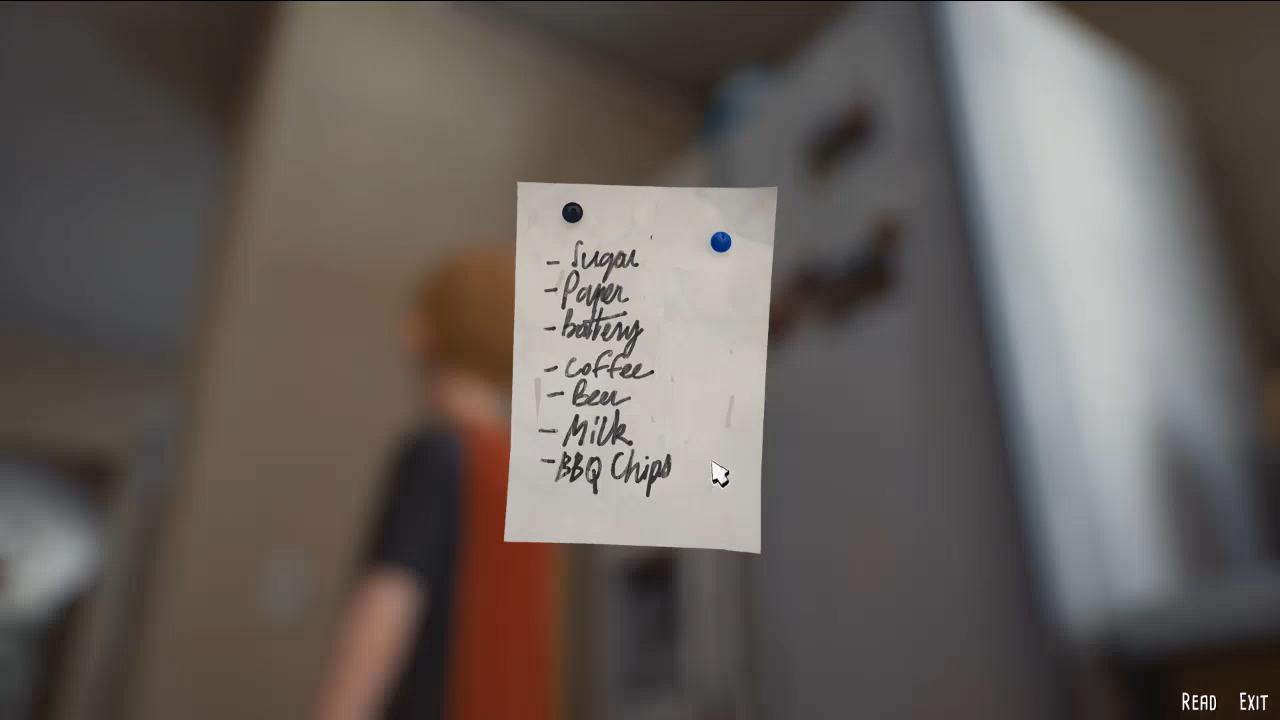 - Sugar
- Paper
- battery
- coffee
- Beer
- Milk
- BBQ Chips
READ EXIT